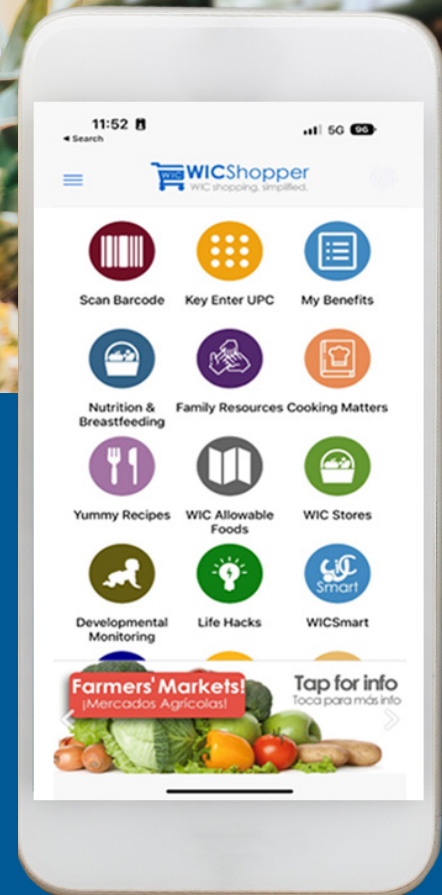 11:52
5G 96
Search
WIC WICShopper
WIC shopping, simplified.
Scan Barcode Key Enter UPC My Benefits
Nutrition & Family Resources Cooking Matters
Breastfeeding
WIC Smart
Yummy Recipes WIC Allowable WIC Stores
Foods
Developmental Life Hacks WICSmart
Monitoring
Farmers' Markets! Tap for info
¡Mercados Agrícolas! Toca para más info